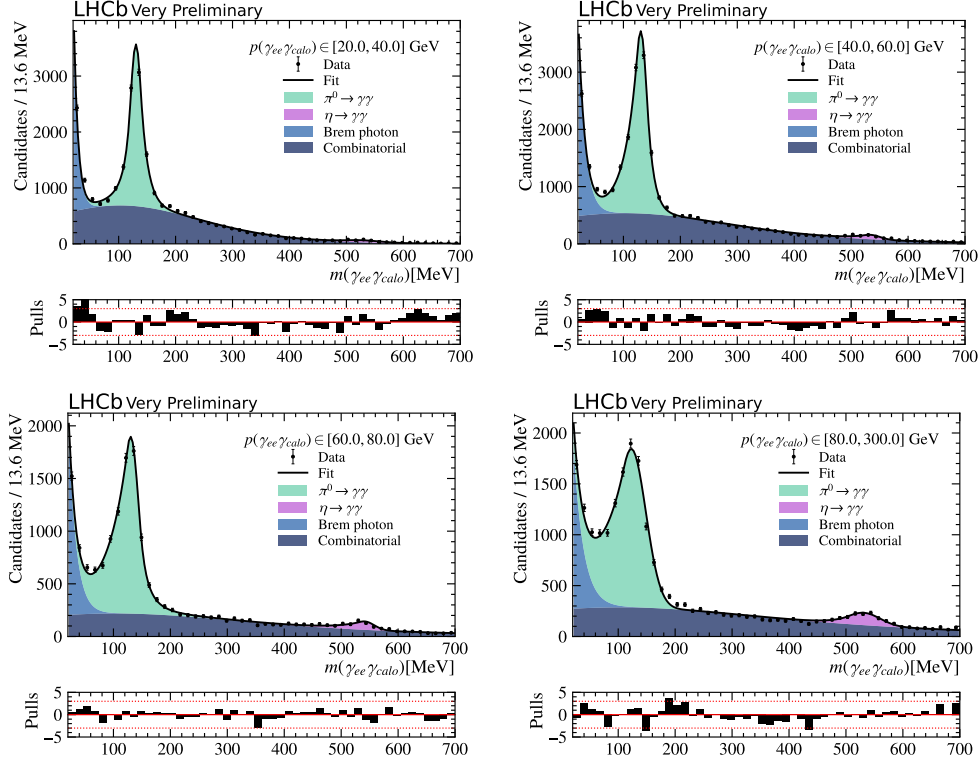 LHCb Very Preliminary
Candidates / 13.6 MeV
p(γeeγcalo) ∈ [20.0, 40.0] GeV
Data
Fit
π⁰ → γγ
η → γγ
Brem photon
Combinatorial
3000
2000
1000
0
100 200 300 400 500 600 700
m(γeeγcalo)[MeV]
Pulls
5
0
−5
100 200 300 400 500 600 700
LHCb Very Preliminary
Candidates / 13.6 MeV
p(γeeγcalo) ∈ [40.0, 60.0] GeV
Data
Fit
π⁰ → γγ
η → γγ
Brem photon
Combinatorial
3000
2000
1000
0
100 200 300 400 500 600 700
m(γeeγcalo)[MeV]
Pulls
5
0
−5
100 200 300 400 500 600 700
LHCb Very Preliminary
Candidates / 13.6 MeV
p(γeeγcalo) ∈ [60.0, 80.0] GeV
Data
Fit
π⁰ → γγ
η → γγ
Brem photon
Combinatorial
2000
1500
1000
500
0
100 200 300 400 500 600 700
m(γeeγcalo)[MeV]
Pulls
5
0
−5
100 200 300 400 500 600 700
LHCb Very Preliminary
Candidates / 13.6 MeV
p(γeeγcalo) ∈ [80.0, 300.0] GeV
Data
Fit
π⁰ → γγ
η → γγ
Brem photon
Combinatorial
2000
1500
1000
500
0
100 200 300 400 500 600 700
m(γeeγcalo)[MeV]
Pulls
5
0
−5
100 200 300 400 500 600 700